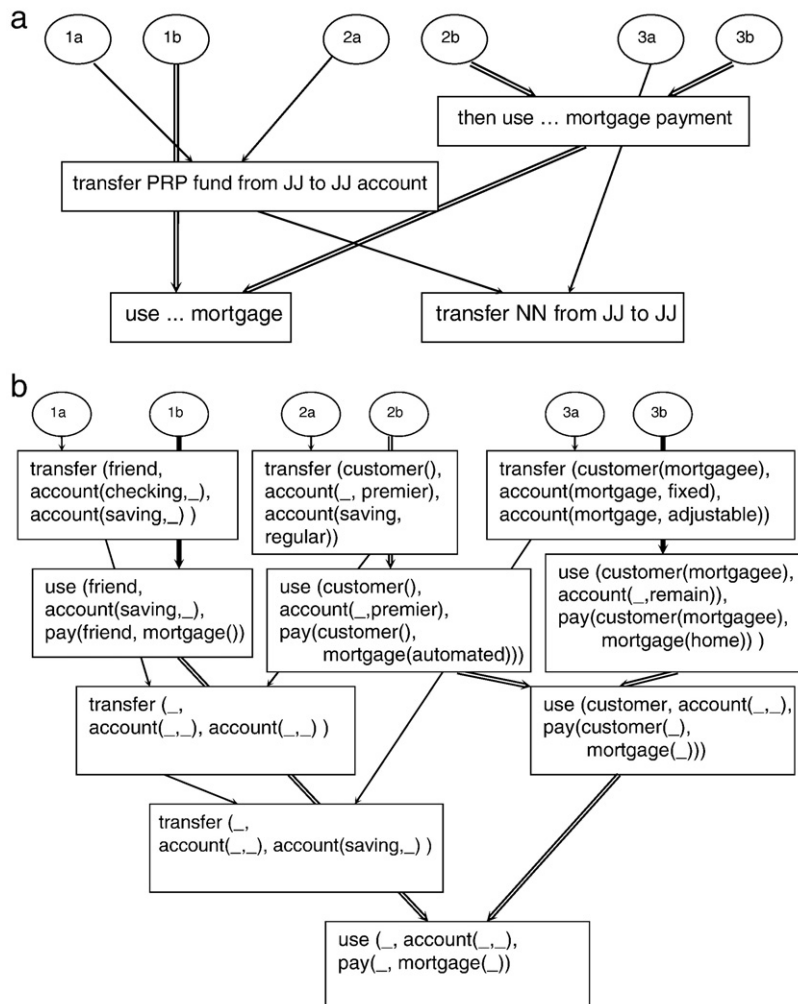 a
1a
1b
2a
2b
3a
3b
then use ... mortgage payment
transfer PRP fund from JJ to JJ account
use ... mortgage
transfer NN from JJ to JJ
b
1a
1b
2a
2b
3a
3b
transfer (friend,
account(checking,_),
account(saving,_) )
transfer (customer(),
account(_, premier),
account(saving,
regular))
transfer (customer(mortgagee),
account(mortgage, fixed),
account(mortgage, adjustable))
use (friend,
account(saving,_),
pay(friend, mortgage())
use (customer(),
account(_,premier),
pay(customer(),
mortgage(automated)))
use (customer(mortgagee),
account(_,remain)),
pay(customer(mortgagee),
mortgage(home)) )
transfer (_,
account(_,_), account(_,_) )
use (customer, account(_,_),
pay(customer(_),
mortgage(_)))
transfer (_,
account(_,_), account(saving,_) )
use (_, account(_,_),
pay(_, mortgage(_))